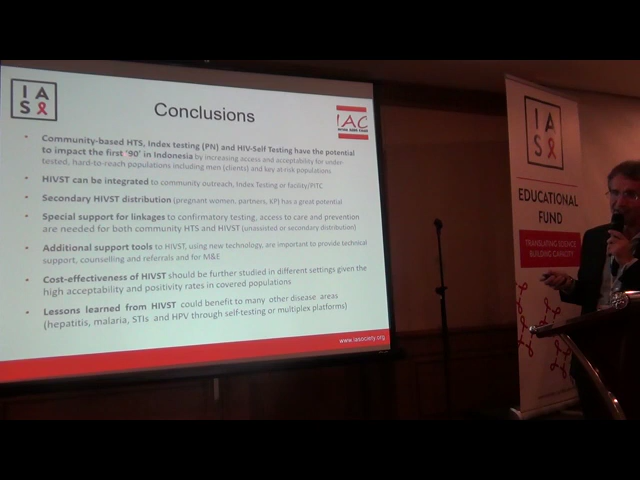 I A
S
Conclusions
IAC
• Community-based HTS, Index testing (PN) and HIV-Self Testing have the potential
to impact the first '90' in Indonesia by increasing access and acceptability for under-
tested, hard-to-reach populations including men (clients) and key at-risk populations
• HIVST can be integrated to community outreach, Index Testing or facility/PITC
• Secondary HIVST distribution (pregnant women, partners, KP) has a great potential
• Special support for linkages to confirmatory testing, access to care and prevention
are needed for both community HTS and HIVST (unassisted or secondary distribution)
• Additional support tools to HIVST, using new technology, are important to provide technical
support, counselling and referrals and for M&E
• Cost-effectiveness of HIVST should be further studied in different settings given the
high acceptability and positivity rates in covered populations
• Lessons learned from HIVST could benefit to many other disease areas
(hepatitis, malaria, STIs and HPV through self-testing or multiplex platforms)
www.iasociety.org
I A
S
EDUCATIONAL
FUND
TRANSLATING SCIENCE
BUILDING CAPACITY